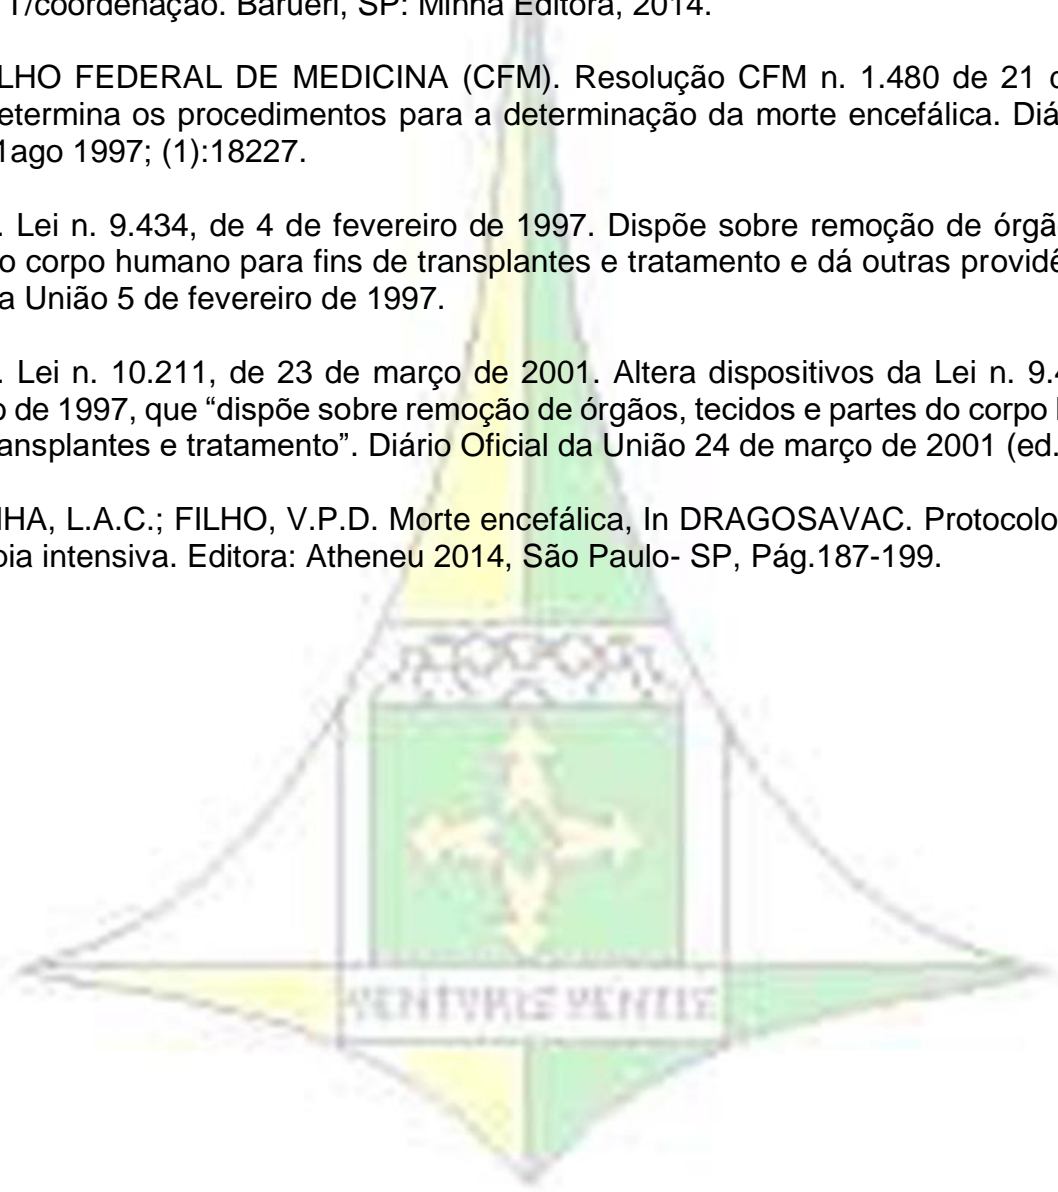 1/coordenação. Barueri, SP: Minha Editora, 2014.
LHO FEDERAL DE MEDICINA (CFM). Resolução CFM n. 1.480 de 21 
etermina os procedimentos para a determinação da morte encefálica. Diá
1ago 1997; (1):18227.
. Lei n. 9.434, de 4 de fevereiro de 1997. Dispõe sobre remoção de órgã
o corpo humano para fins de transplantes e tratamento e dá outras providê
a União 5 de fevereiro de 1997.
. Lei n. 10.211, de 23 de março de 2001. Altera dispositivos da Lei n. 9.4
o de 1997, que “dispõe sobre remoção de órgãos, tecidos e partes do corpo
ansplantes e tratamento”. Diário Oficial da União 24 de março de 2001 (ed.
HA, L.A.C.; FILHO, V.P.D. Morte encefálica, In DRAGOSAVAC. Protocolo
pia intensiva. Editora: Atheneu 2014, São Paulo- SP, Pág.187-199.
VENTVRIS VENTIS